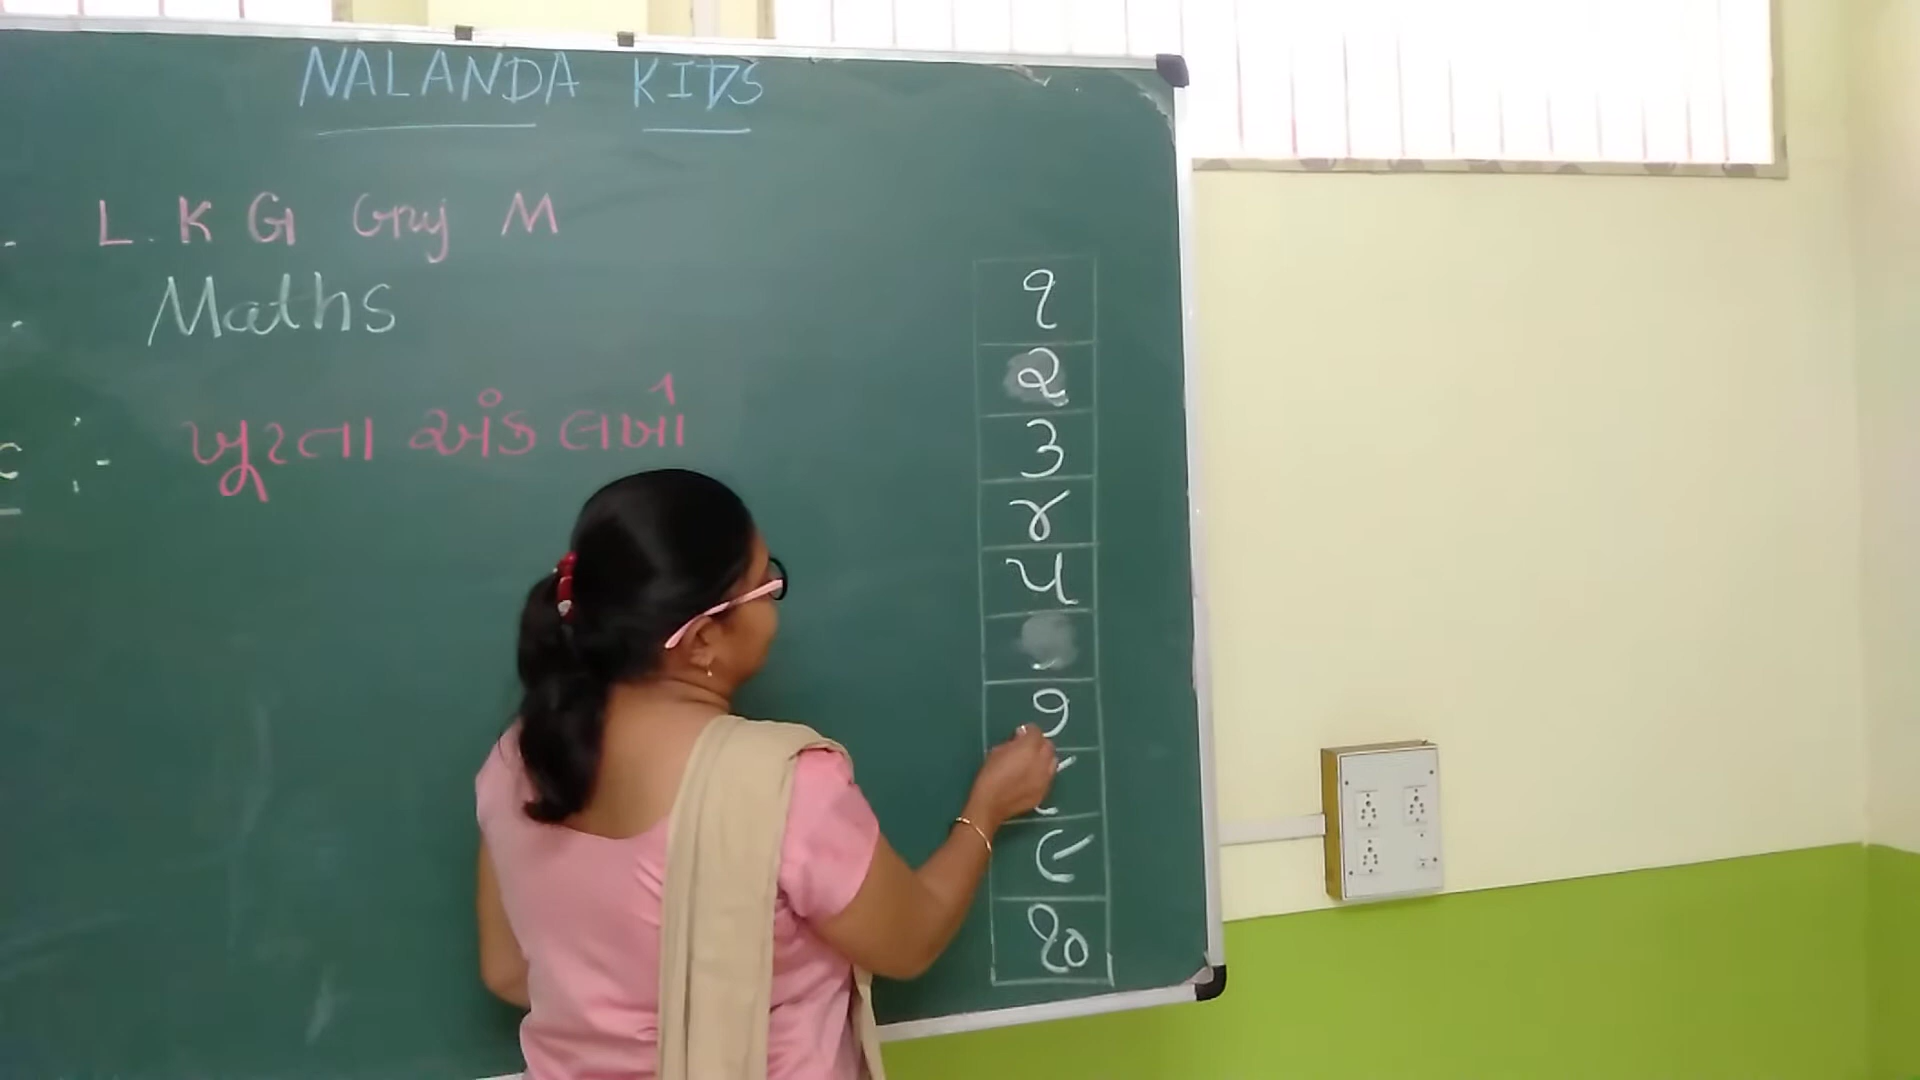 NALANDA KIDS
L.K G Guj M
Maths
c :- ખૂટતા અંક લખો
૧
૨
૩
૪
૫
૭
૯
૧૦